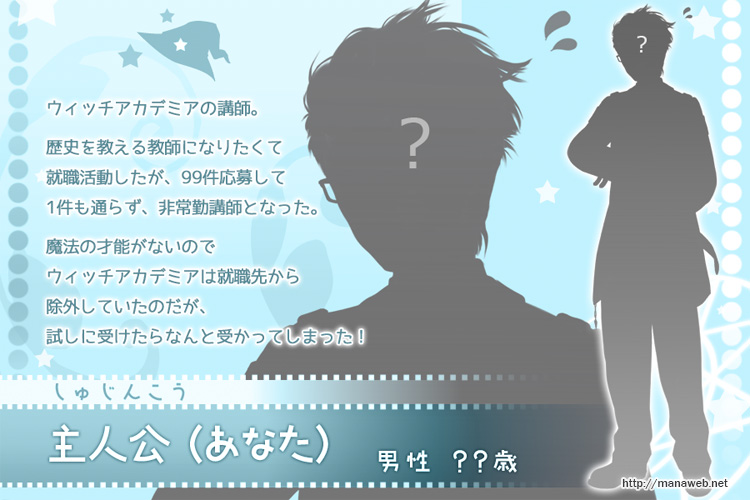 ウィッチアカデミアの講師。
歴史を教える教師になりたくて
就職活動したが、99件応募して
1件も通らず、非常勤講師となった。
魔法の才能がないので
ウィッチアカデミアは就職先から
除外していたのだが、
試しに受けたらなんと受かってしまった！
?
?
しゅじんこう
主人公（あなた）
男性 ??歳
http://manaweb.net